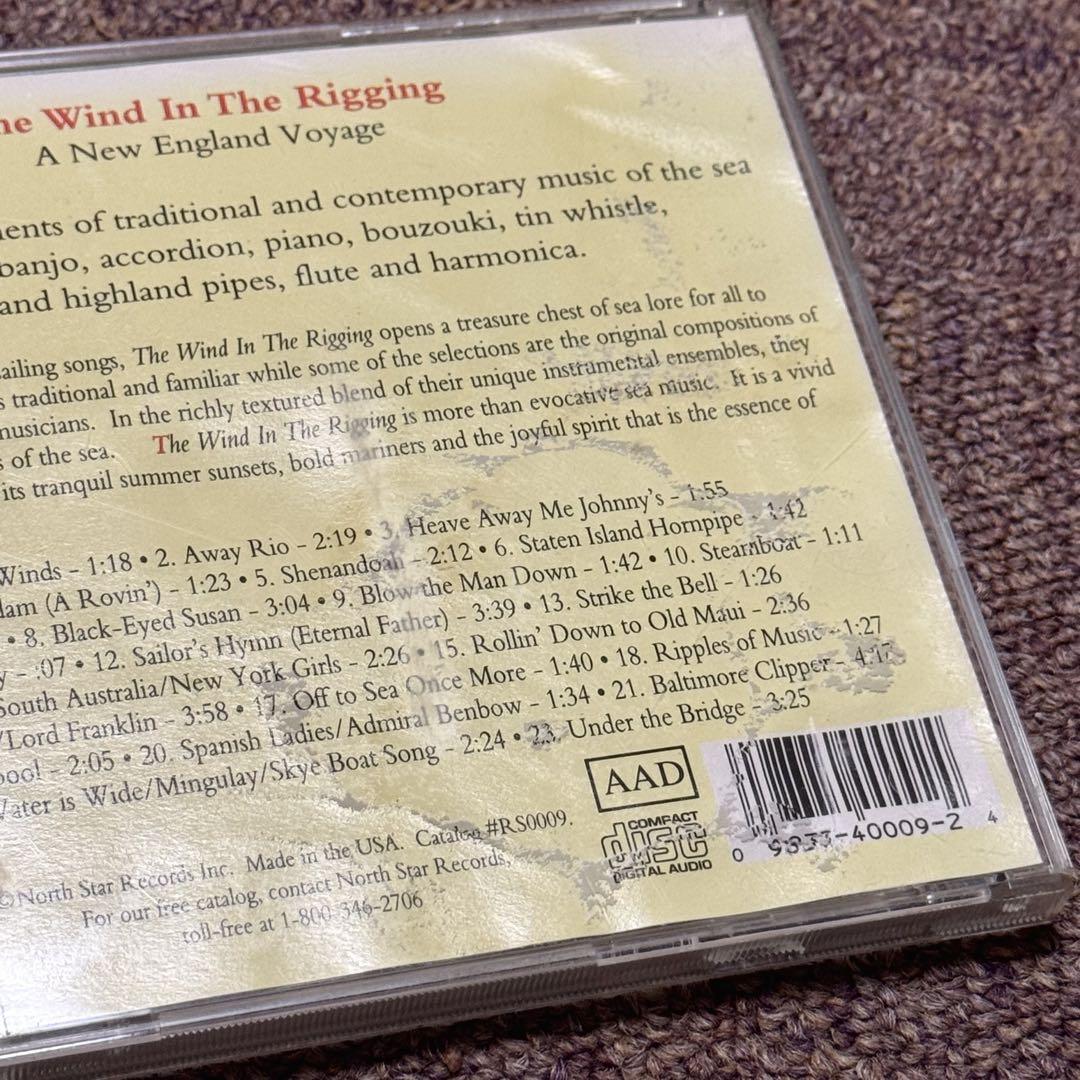 he Wind In The Rigging
A New England Voyage
ents of traditional and contemporary music of the sea
banjo, accordion, piano, bouzouki, tin whistle,
and highland pipes, flute and harmonica.
ailing songs, The Wind In The Rigging opens a treasure chest of sea lore for all to
s traditional and familiar while some of the selections are the original compositions of
musicians. In the richly textured blend of their unique instrumental ensembles, they
s of the sea. The Wind In The Rigging is more than evocative sea music. It is a vivid
its tranquil summer sunsets, bold mariners and the joyful spirit that is the essence of
Winds – 1:18 • 2. Away Rio – 2:19 • 3. Heave Away Me Johnny's – 1:55
dam (A Rovin') – 1:23 • 5. Shenandoah – 2:12 • 6. Staten Island Hornpipe – 1:42
• 8. Black-Eyed Susan – 3:04 • 9. Blow the Man Down – 1:42 • 10. Steamboat – 1:11
y – :07 • 12. Sailor's Hymn (Eternal Father) – 3:39 • 13. Strike the Bell – 1:26
South Australia/New York Girls – 2:26 • 15. Rollin' Down to Old Maui – 2:36
/Lord Franklin – 3:58 • 17. Off to Sea Once More – 1:40 • 18. Ripples of Music – 1:27
ool – 2:05 • 20. Spanish Ladies/Admiral Benbow – 1:34 • 21. Baltimore Clipper – 4:17
Water is Wide/Mingulay/Skye Boat Song – 2:24 • 23. Under the Bridge – 3:25
AAD
COMPACT
disc
DIGITAL AUDIO
0 9833-40009-2 4
©North Star Records Inc. Made in the USA. Catalog #RS0009.
For our free catalog, contact North Star Records,
toll-free at 1-800-346-2706